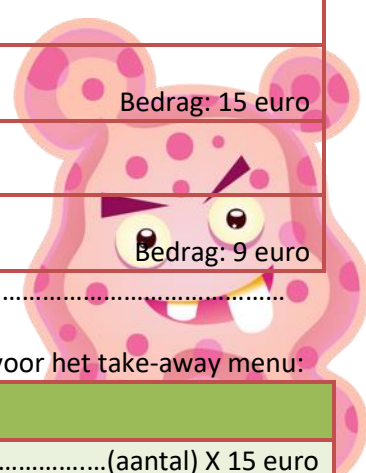 Bedrag: 15 euro
Bedrag: 9 euro
……………………………………………
voor het take-away menu:
……………(aantal) X 15 euro